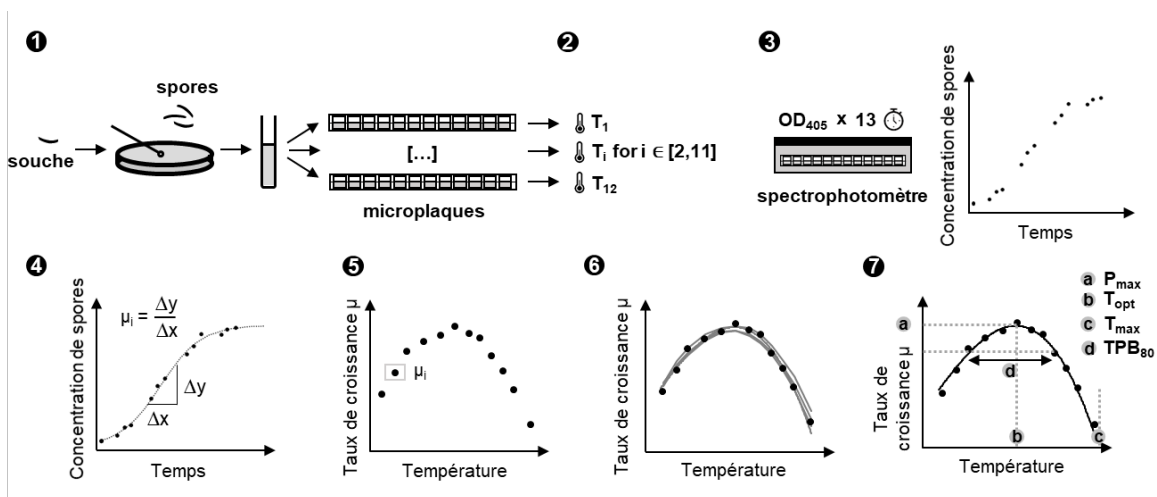 1
souche
spores
[...]
microplaques
2
T₁
Tᵢ for i ∈ [2,11]
T₁₂
3
OD₄₀₅ x 13
spectrophotomètre
Concentration de spores
Temps
4
Concentration de spores
μᵢ = Δy/Δx
Δy
Δx
Temps
5
Taux de croissance μ
μᵢ
Température
6
Taux de croissance μ
Température
7
a Pmax
b Topt
c Tmax
d TPB₈₀
Taux de
croissance μ
a
d
d
b
c
Température